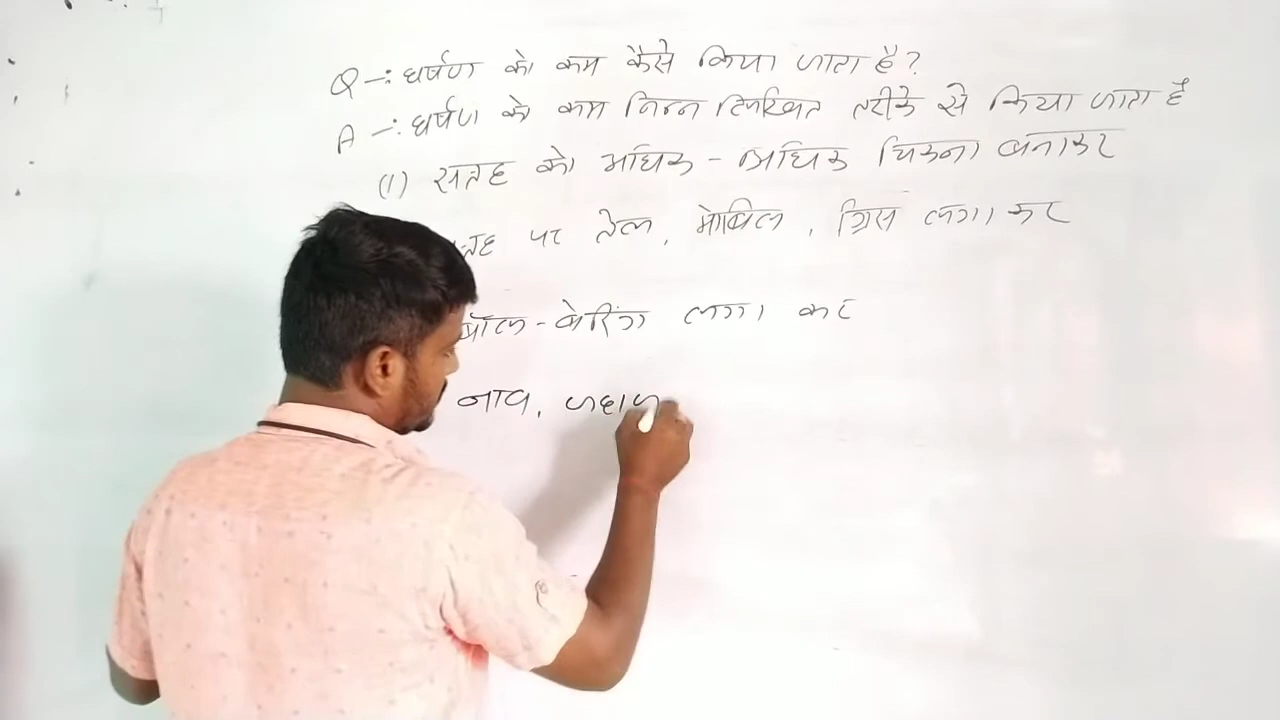 Q -: घर्षण को कम कैसे किया जाता है?
A -: घर्षण को कम निम्न लिखित तरीके से किया जाता है
(1) सतह को अधिक - अधिक चिकना बनाकर
तह पर तेल, मोबिल, ग्रिस लगा कर
बॉल - बेरिंग लगा कर
नाव, जहाज